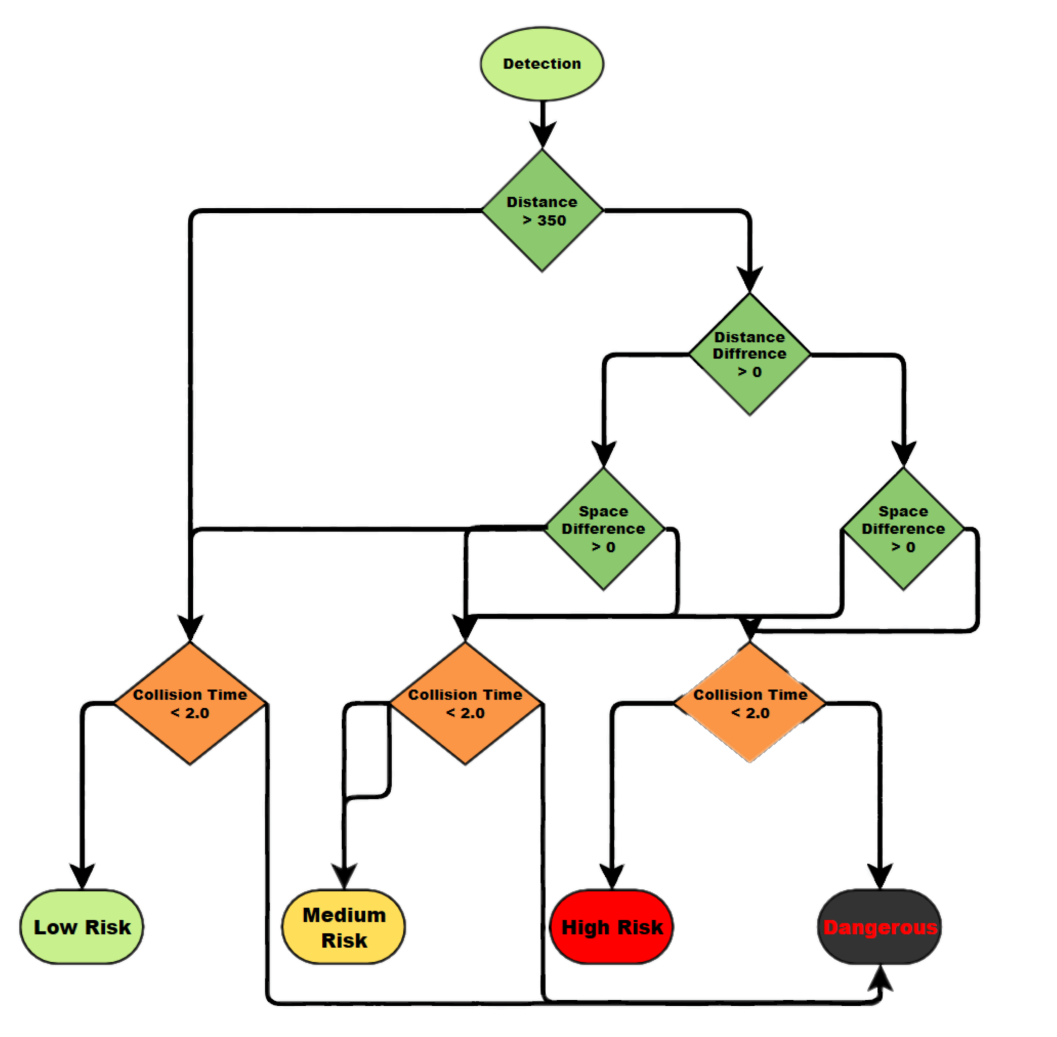 Detection
Distance
> 350
Distance
Diffrence
> 0
Space
Difference
> 0
Space
Difference
> 0
Collision Time
< 2.0
Collision Time
< 2.0
Collision Time
< 2.0
Low Risk
Medium
Risk
High Risk
Dangerous